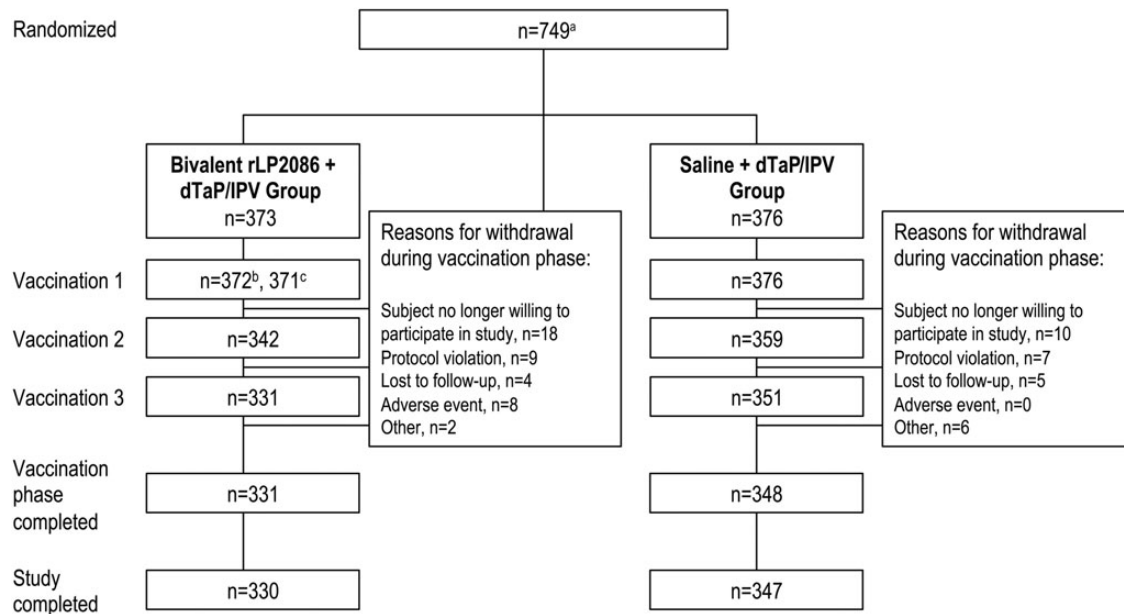 Randomized
n=749ᵃ
Bivalent rLP2086 +
dTaP/IPV Group
n=373
Saline + dTaP/IPV
Group
n=376
Reasons for withdrawal
during vaccination phase:
Subject no longer willing to
participate in study, n=18
Protocol violation, n=9
Lost to follow-up, n=4
Adverse event, n=8
Other, n=2
Reasons for withdrawal
during vaccination phase:
Subject no longer willing to
participate in study, n=10
Protocol violation, n=7
Lost to follow-up, n=5
Adverse event, n=0
Other, n=6
Vaccination 1
n=372ᵇ, 371ᶜ
n=376
Vaccination 2
n=342
n=359
Vaccination 3
n=331
n=351
Vaccination
phase
completed
n=331
n=348
Study
completed
n=330
n=347